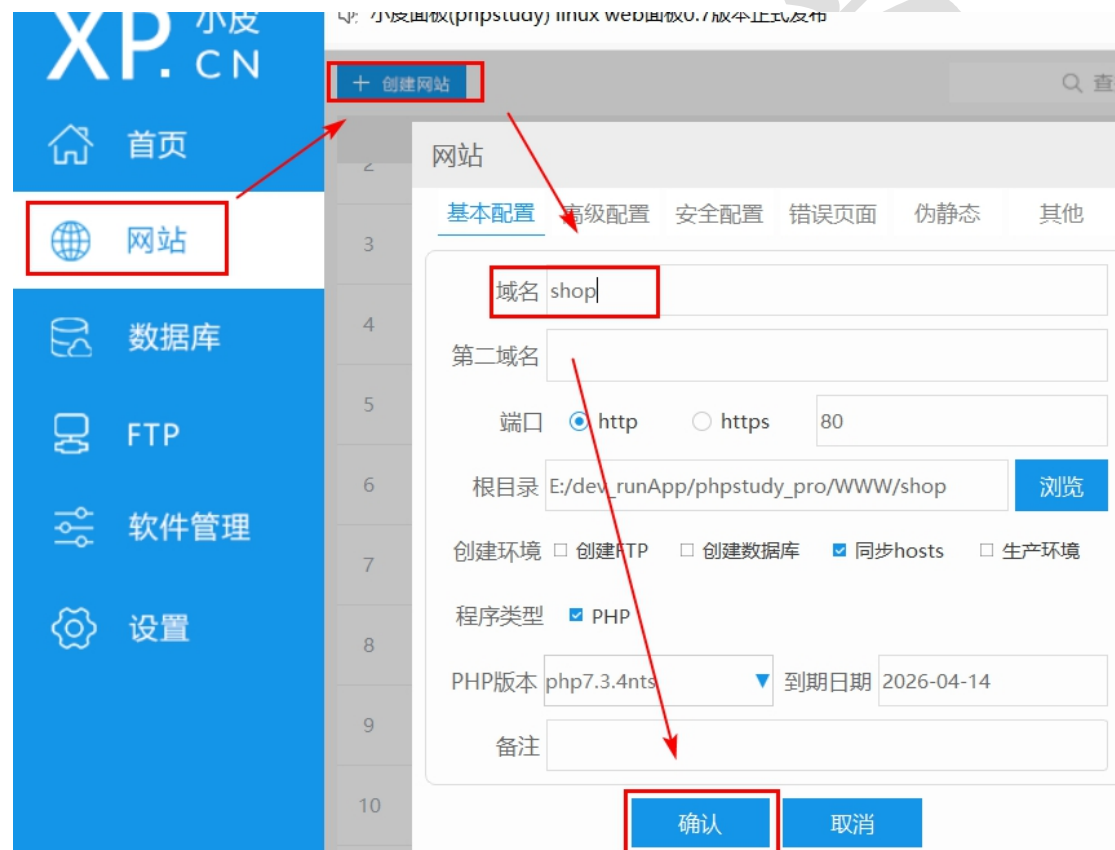 XP. 小皮
CN
小皮面板(phpstudy) linux web面板0.7版本正式发布
创建网站
查
首页
网站
数据库
FTP
软件管理
设置
2
3
4
5
6
7
8
9
10
网站
基本配置 高级配置 安全配置 错误页面 伪静态 其他
域名 shop
第二域名
端口 http https 80
根目录 E:/dev_runApp/phpstudy_pro/WWW/shop 浏览
创建环境 创建FTP 创建数据库 同步hosts 生产环境
程序类型 PHP
PHP版本 php7.3.4nts 到期日期 2026-04-14
备注
确认 取消